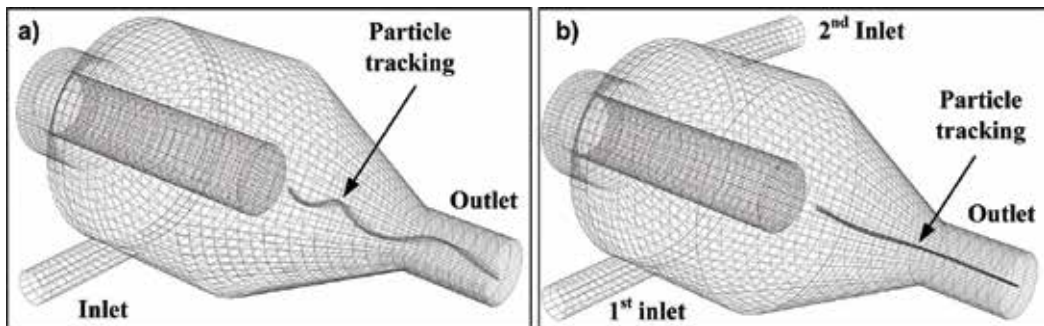 a)
Particle
tracking
Outlet
Inlet
b)
2nd Inlet
Particle
tracking
Outlet
1st inlet